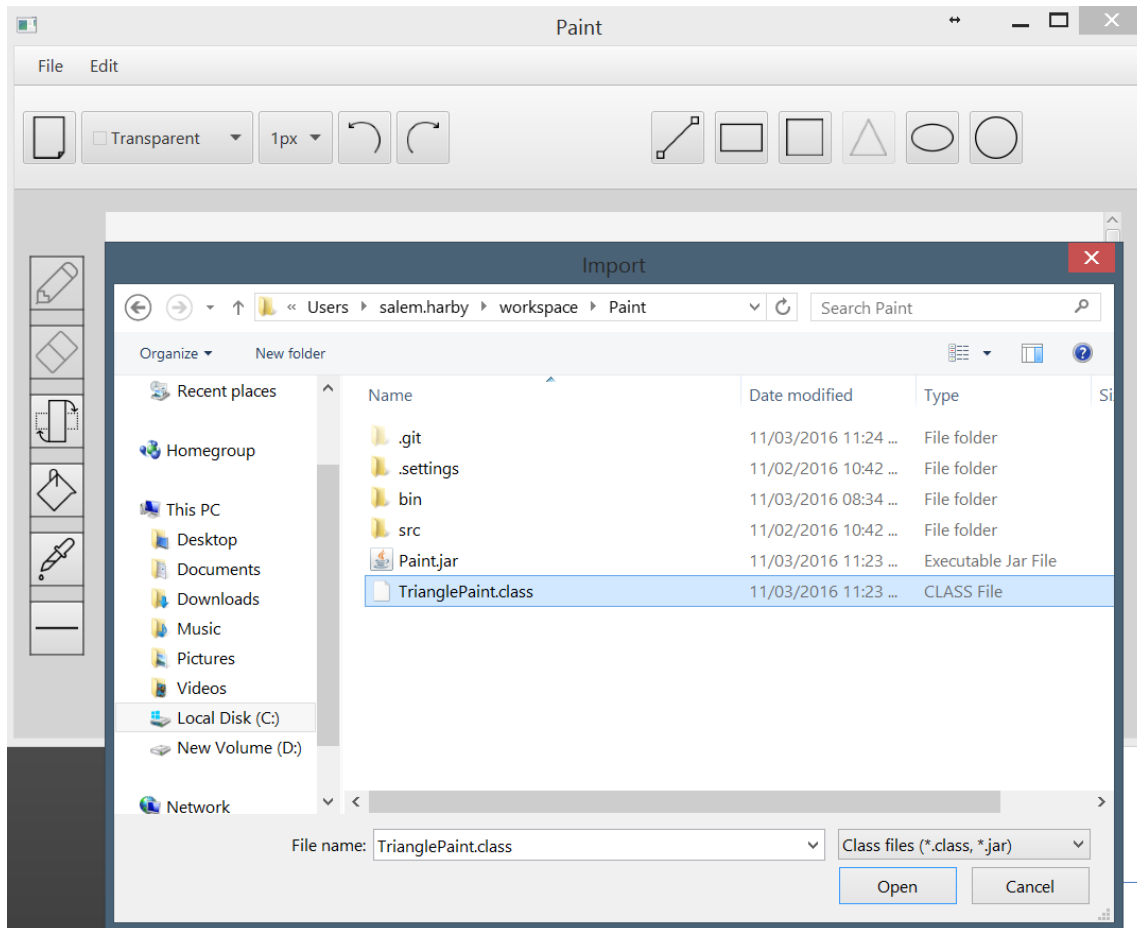 Paint
File Edit
Transparent 1px
Import
« Users workspace salem.harby Paint Search Paint
Organize New folder
Recent places
Homegroup
This PC
Desktop
Documents
Downloads
Music
Pictures
Videos
Local Disk (C:)
New Volume (D:)
Network
Name Date modified Type Si
.git 11/03/2016 11:24 ... File folder
.settings 11/02/2016 10:42 ... File folder
bin 11/03/2016 08:34 ... File folder
src 11/02/2016 10:42 ... File folder
Paint.jar 11/03/2016 11:23 ... Executable Jar File
TrianglePaint.class 11/03/2016 11:23 ... CLASS File
File name: TrianglePaint.class Class files (*.class, *.jar)
Open Cancel